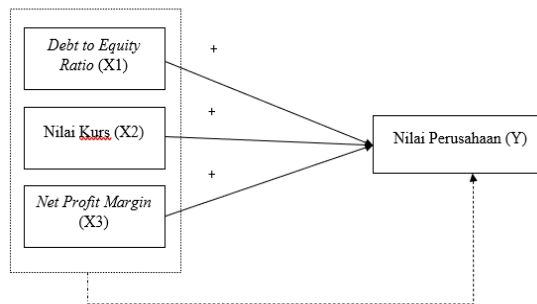 Debt to Equity
Ratio (X1)
+
Nilai Kurs (X2)
+
Nilai Perusahaan (Y)
+
Net Profit Margin
(X3)